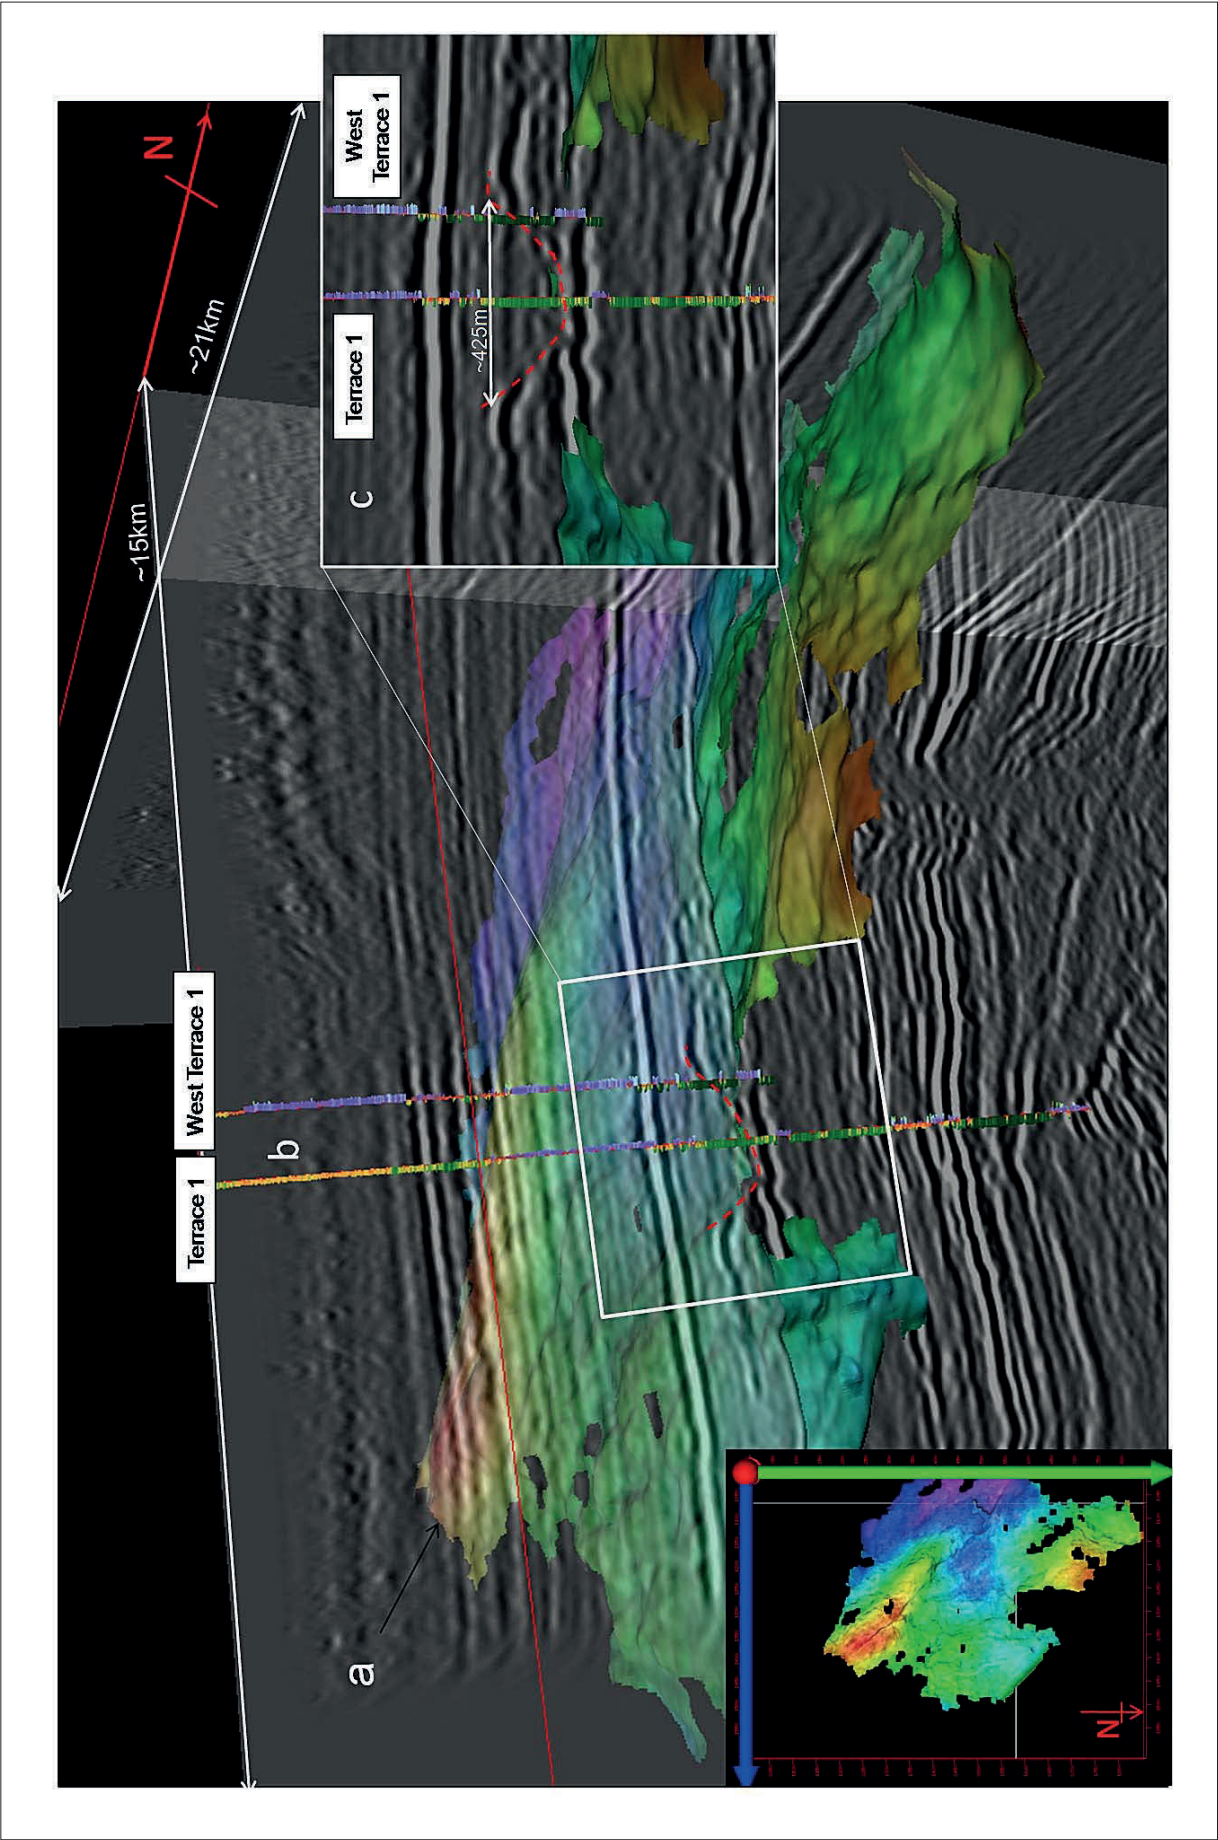 N
~21km
~15km
West Terrace 1
Terrace 1
b
a
West
Terrace 1
Terrace 1
~425m
c
N